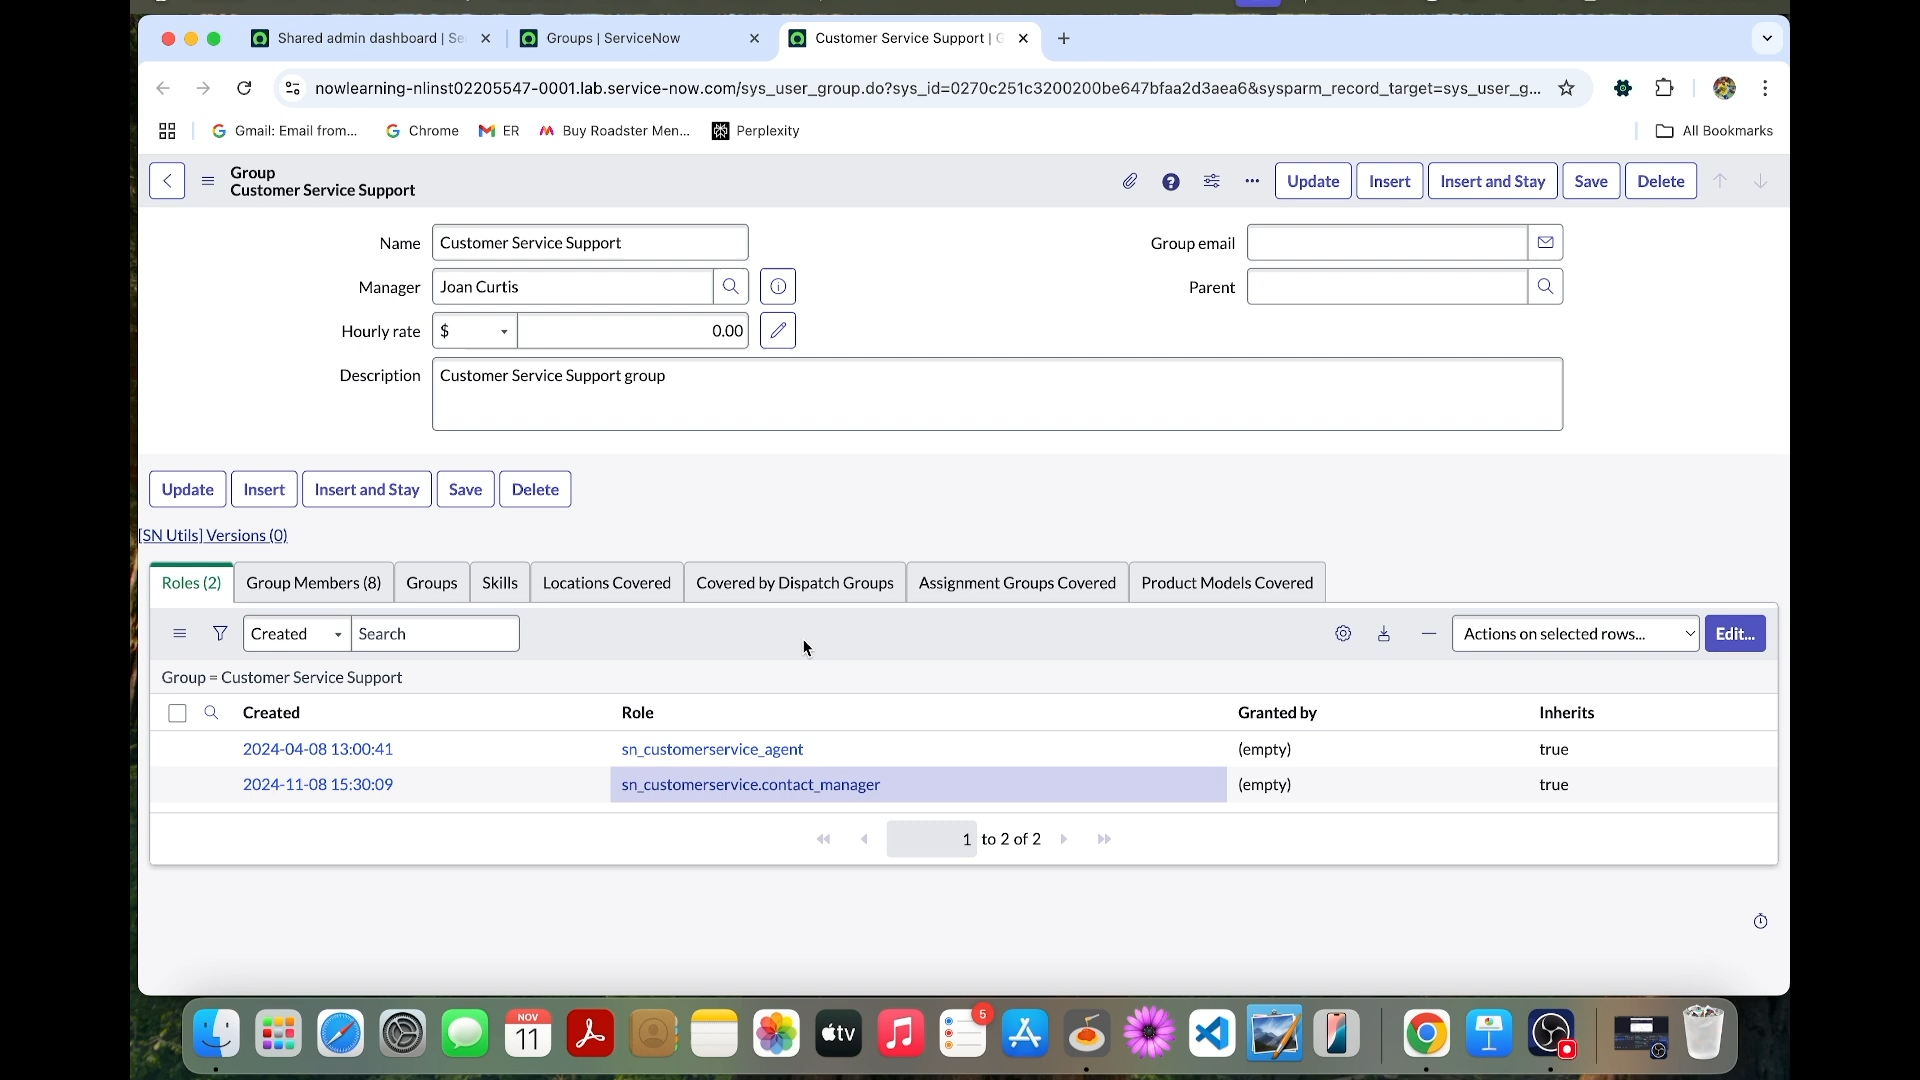 Shared admin dashboard | Se
Groups | ServiceNow
Customer Service Support | G
nowlearning-nlinst02205547-0001.lab.service-now.com/sys_user_group.do?sys_id=0270c251c3200200be647bfaa2d3aea6&sysparm_record_target=sys_user_g...
Gmail: Email from...
Chrome
ER
Buy Roadster Men...
Perplexity
All Bookmarks
Group
Customer Service Support
Update
Insert
Insert and Stay
Save
Delete
Name
Customer Service Support
Group email
Manager
Joan Curtis
Parent
Hourly rate
$
0.00
Description
Customer Service Support group
Update
Insert
Insert and Stay
Save
Delete
[SN Utils] Versions (0)
Roles (2)
Group Members (8)
Groups
Skills
Locations Covered
Covered by Dispatch Groups
Assignment Groups Covered
Product Models Covered
Created
Search
Actions on selected rows...
Edit...
Group = Customer Service Support
Created
Role
Granted by
Inherits
2024-04-08 13:00:41
sn_customerservice_agent
(empty)
true
2024-11-08 15:30:09
sn_customerservice.contact_manager
(empty)
true
1 to 2 of 2
NOV
11
tv
5